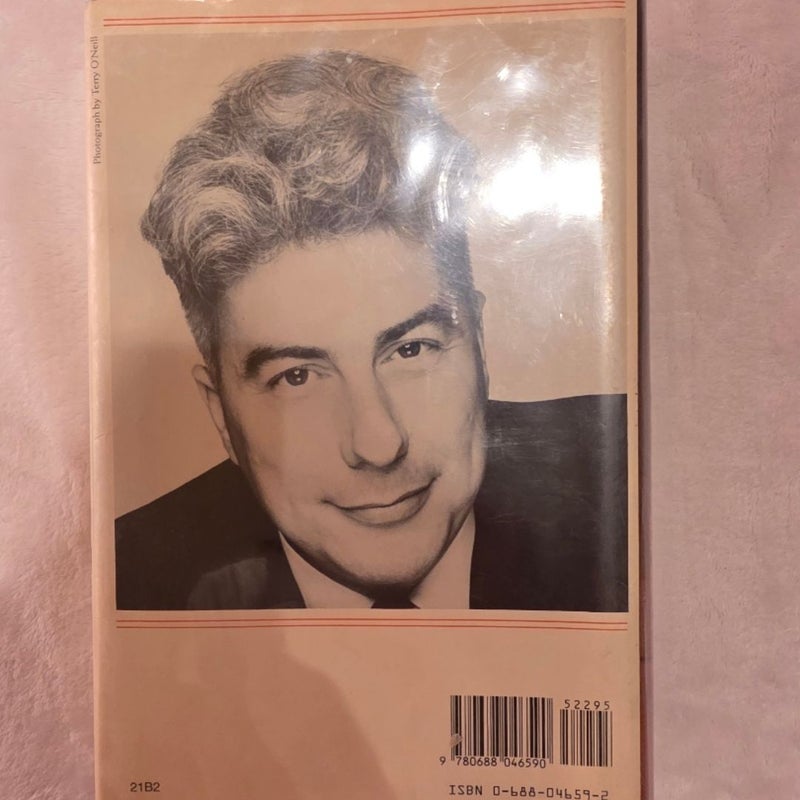 Photograph by Terry O'Neill
52295
9 780688 046590
21B2
ISBN 0-688-04659-2